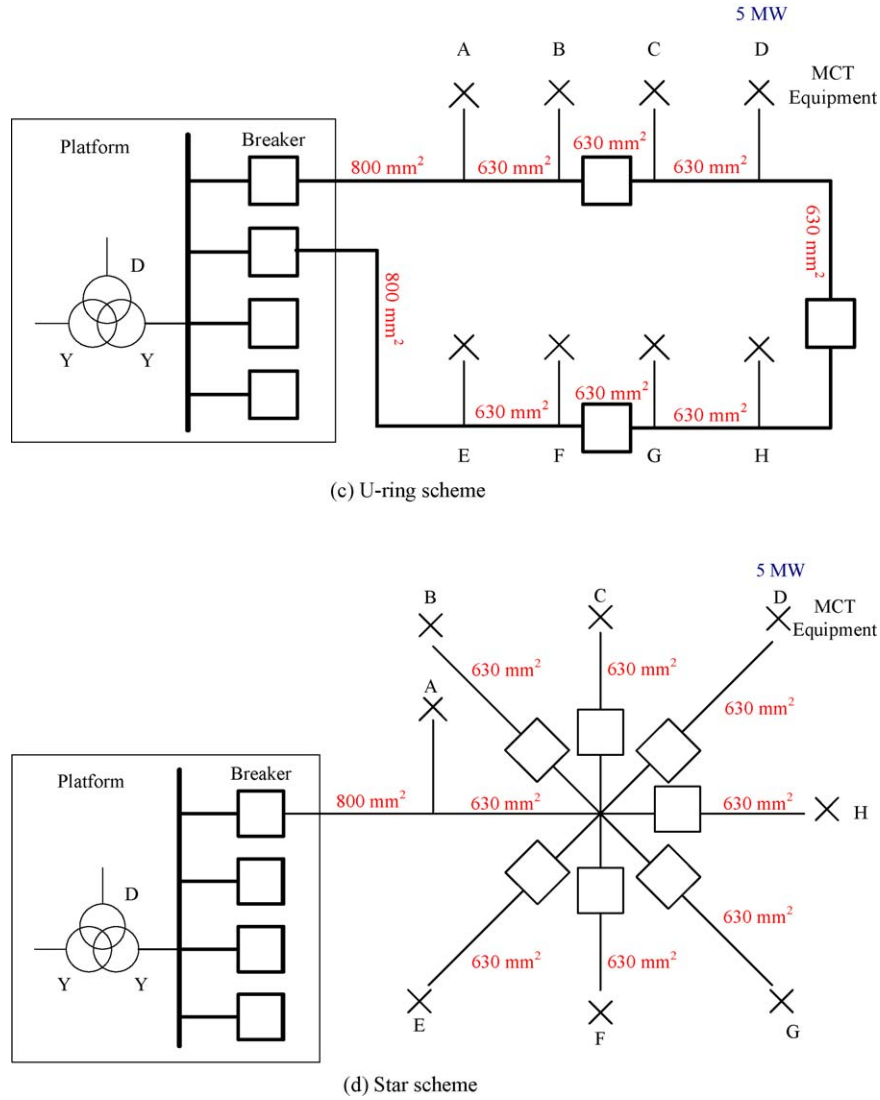 5 MW
A
B
C
D
MCT
Equipment
Platform
Breaker
800 mm²
630 mm²
630 mm²
630 mm²
630 mm²
D
Y
Y
800 mm²
630 mm²
630 mm²
630 mm²
E
F
G
H
(c) U-ring scheme
5 MW
B
C
D
MCT
Equipment
630 mm²
630 mm²
630 mm²
A
Platform
Breaker
800 mm²
630 mm²
630 mm²
H
D
Y
Y
630 mm²
630 mm²
630 mm²
E
F
G
(d) Star scheme